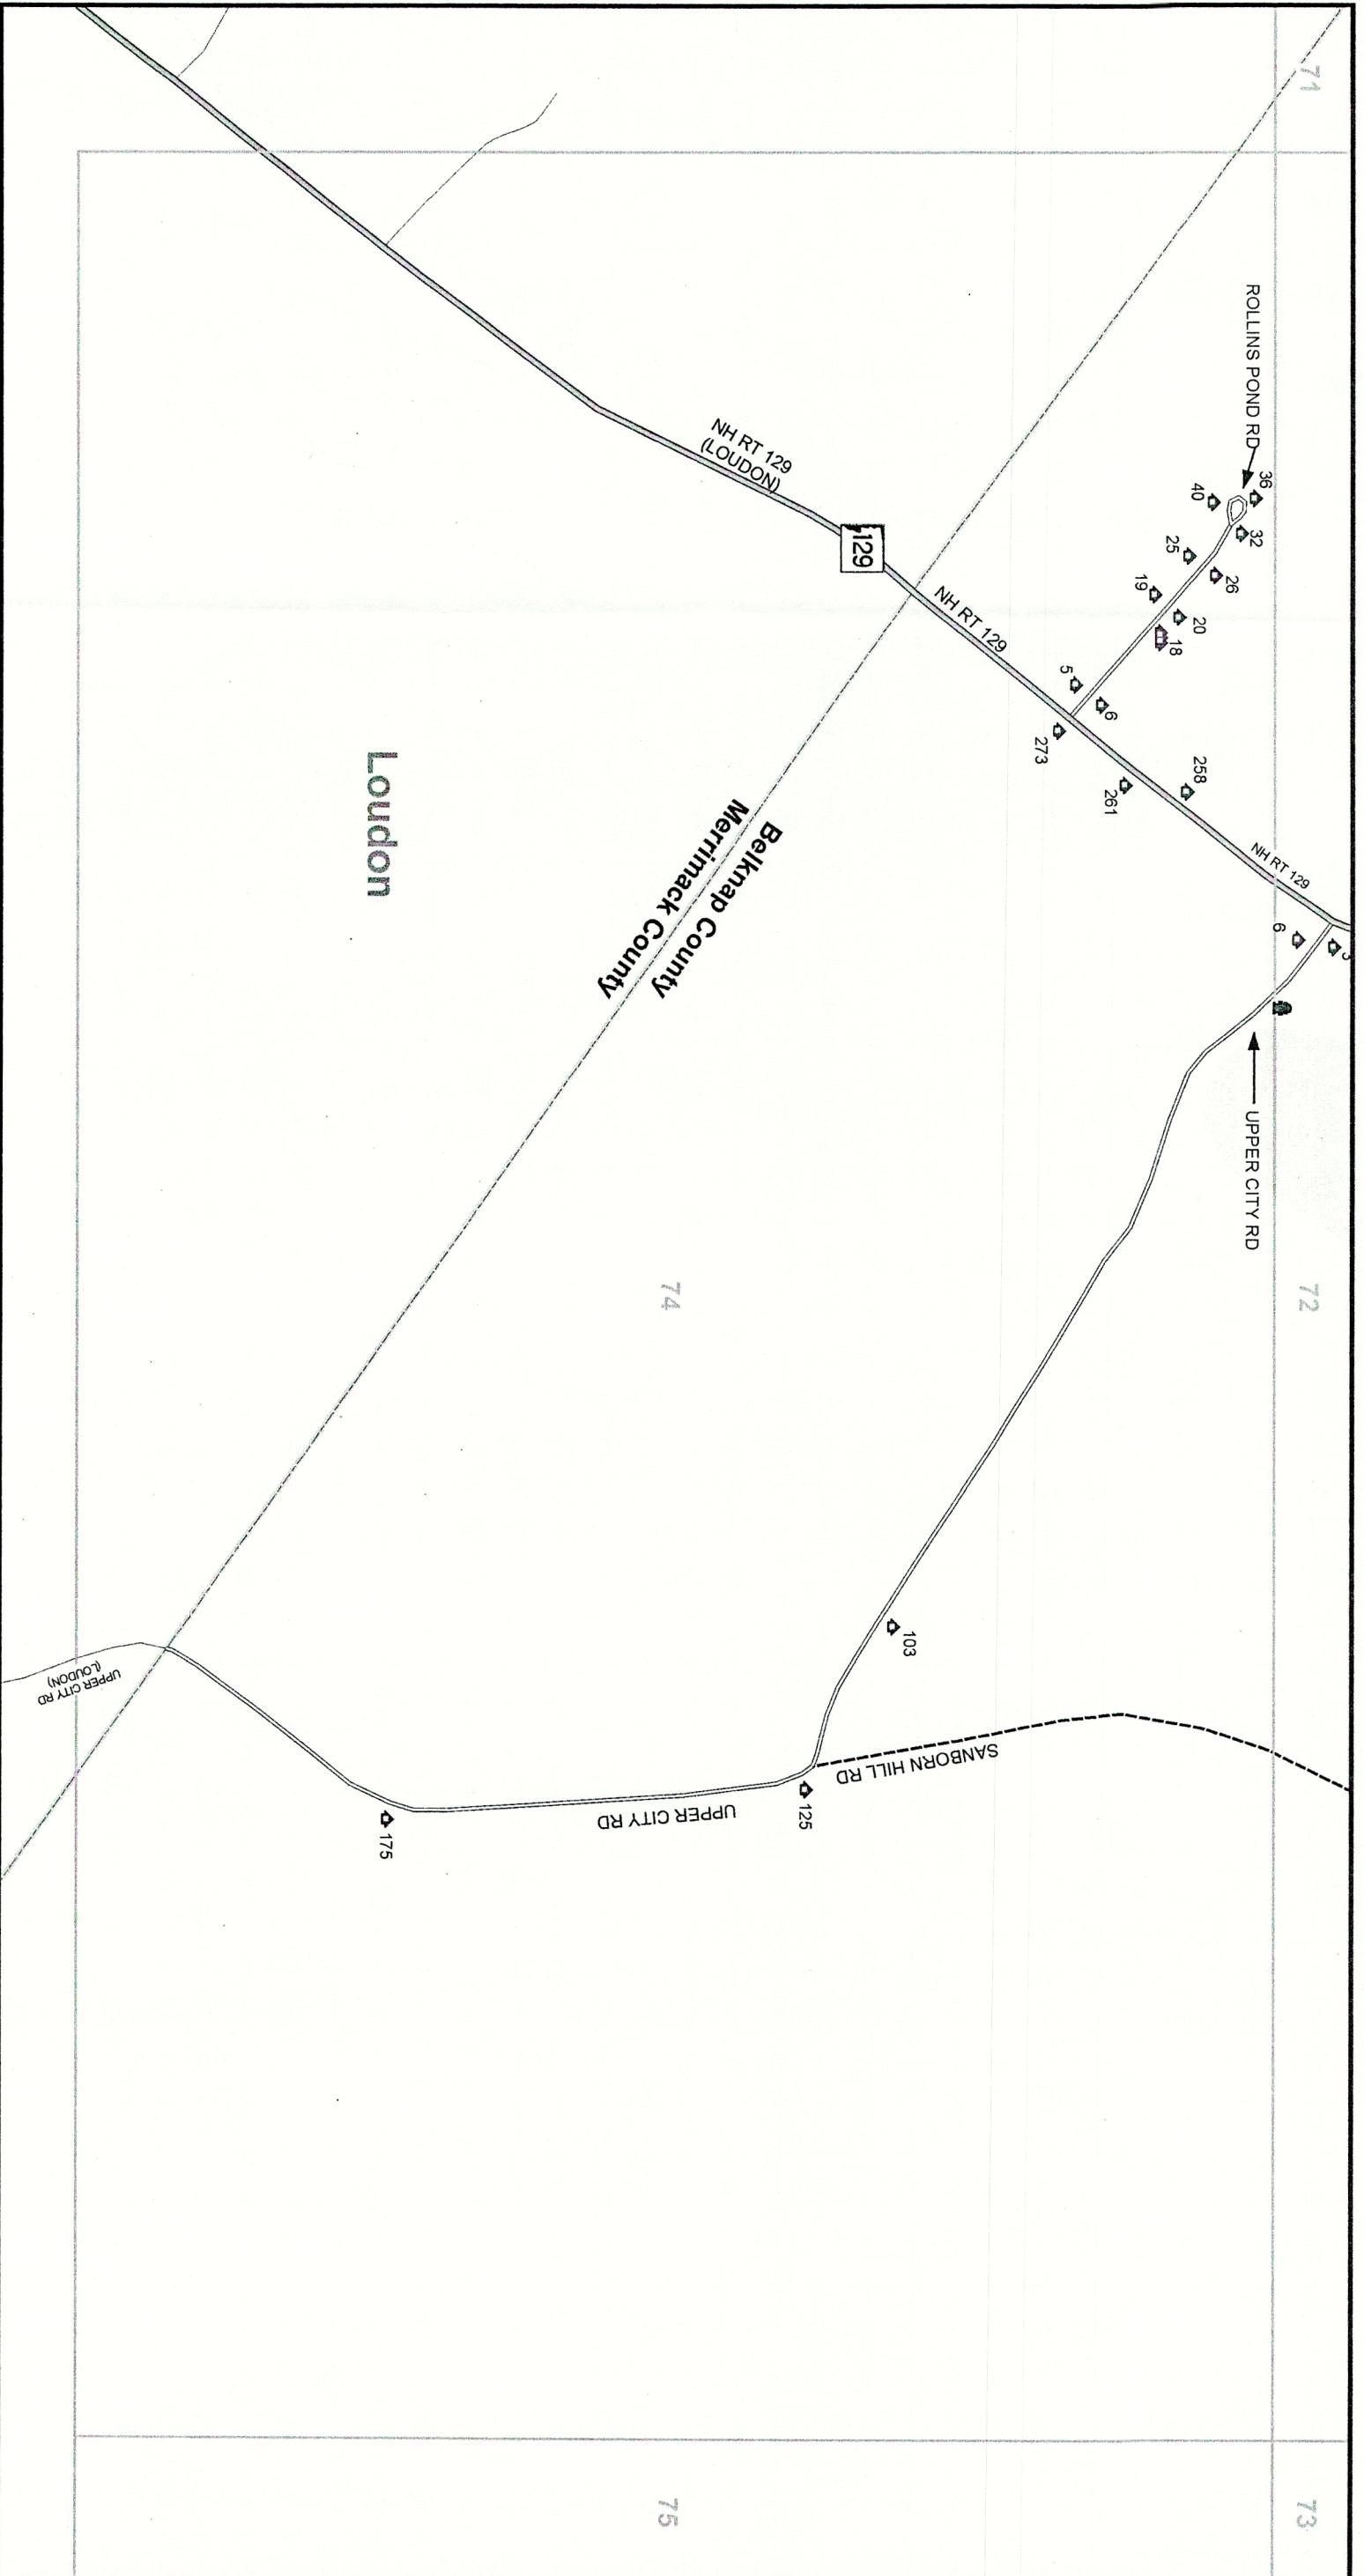 71
72
73
ROLLINS POND RD
36
40
32
25
26
19
20
18
5
6
273
258
261
NH RT 129
6
UPPER CITY RD
NH RT 129
129
NH RT 129
(LOUDON)
Belknap County
Merrimack County
Loudon
74
75
103
SANBORN HILL RD
125
UPPER CITY RD
175
UPPER CITY RD
(LOUDON)